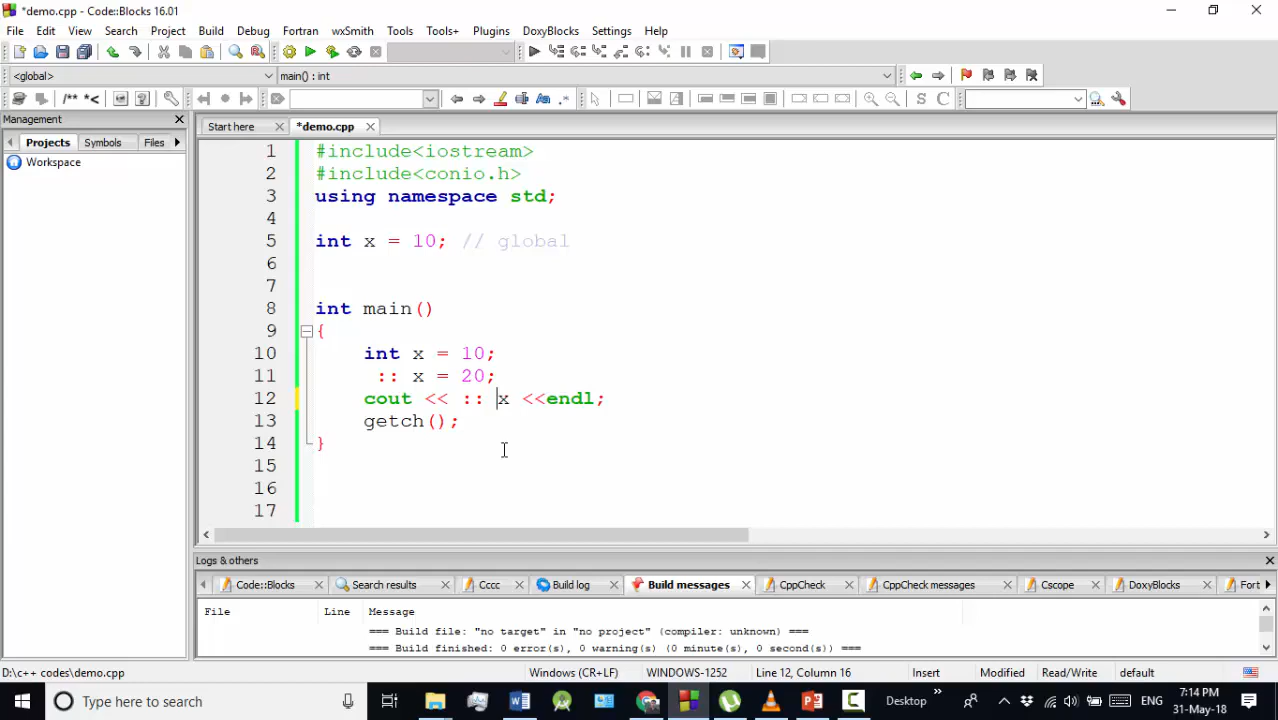 *demo.cpp - Code::Blocks 16.01
File Edit View Search Project Build Debug Fortran wxSmith Tools Tools+ Plugins DoxyBlocks Settings Help
<global> main() : int
/** *<
.*
S C
Management
Start here *demo.cpp
Projects Symbols Files
Workspace
1 #include<iostream>
2 #include<conio.h>
3 using namespace std;
4
5 int x = 10; // global
6
7
8 int main()
9 {
10 int x = 10;
11 :: x = 20;
12 cout << :: x <<endl;
13 getch();
14 }
15
16
17
Logs & others
Code::Blocks Search results Cccc Build log Build messages CppCheck CppCheck messages Cscope DoxyBlocks Fort
File Line Message
=== Build file: "no target" in "no project" (compiler: unknown) ===
=== Build finished: 0 error(s), 0 warning(s) (0 minute(s), 0 second(s)) ===
D:\c++ codes\demo.cpp Windows (CR+LF) WINDOWS-1252 Line 12, Column 16 Insert Modified Read/Write default
Type here to search Desktop ENG 7:14 PM
31-May-18